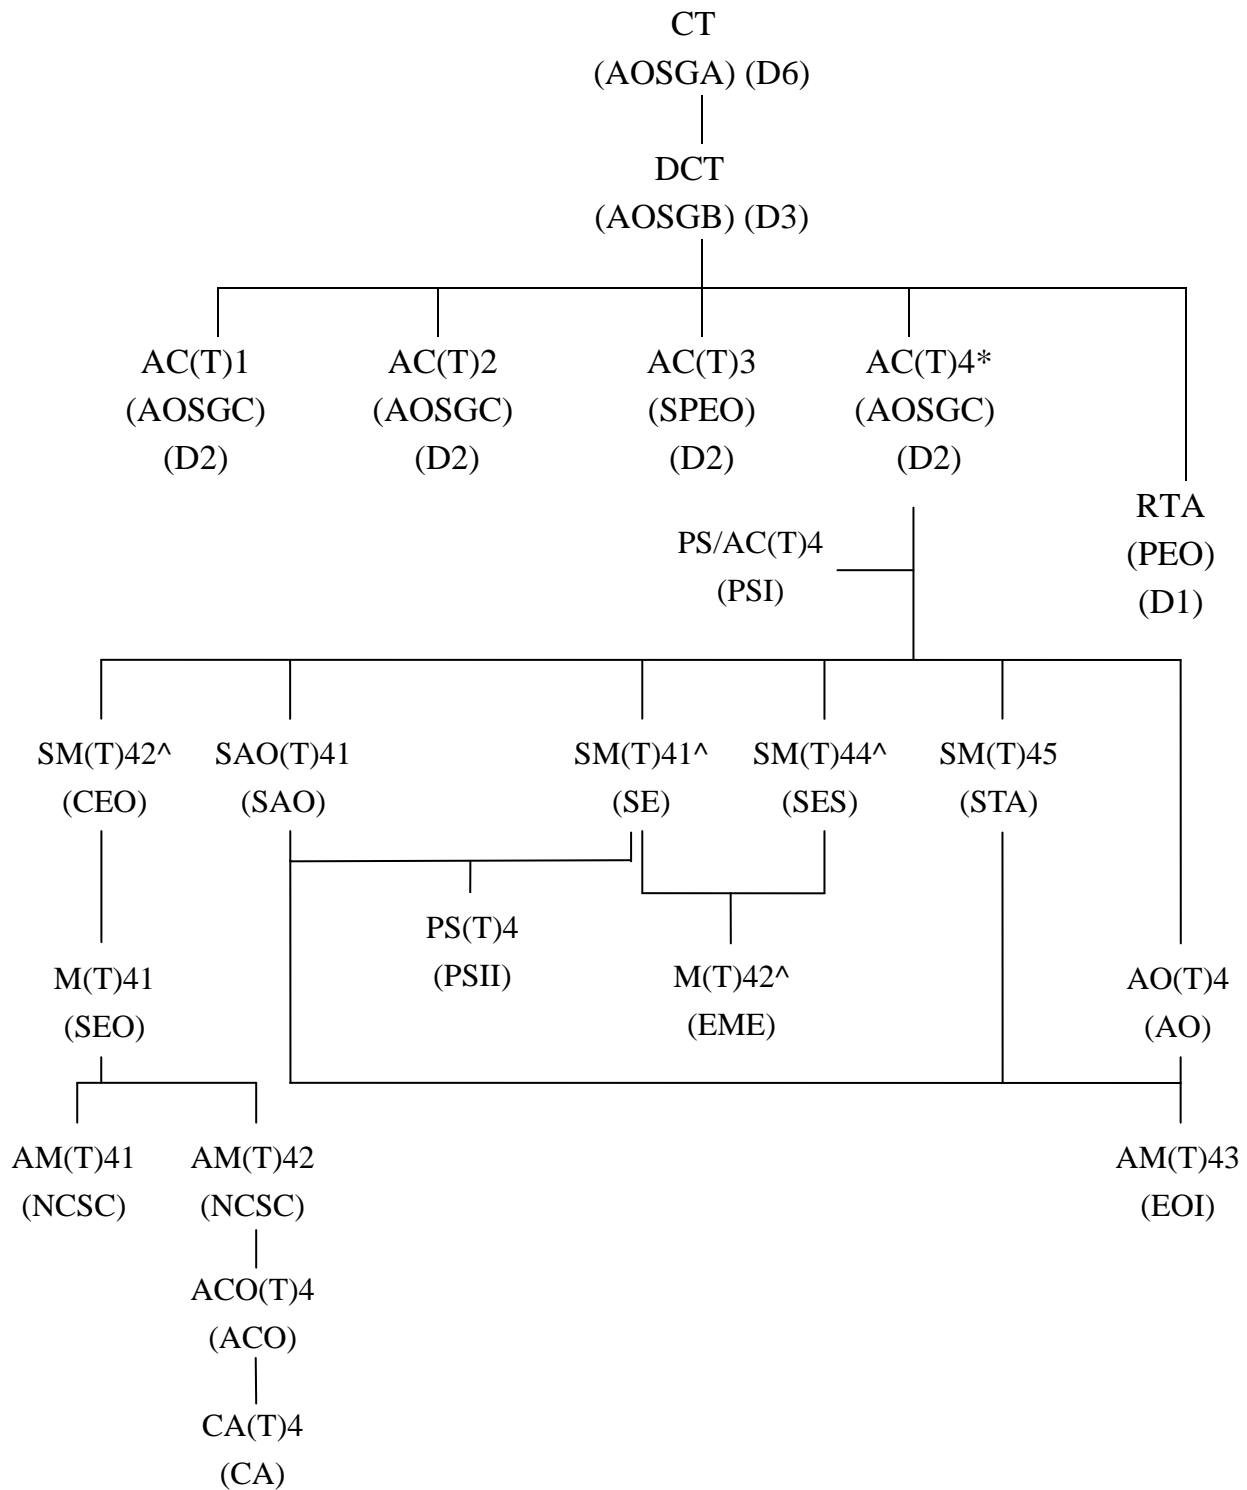 CT
(AOSGA) (D6)
DCT
(AOSGB) (D3)
AC(T)1
(AOSGC)
(D2)
AC(T)2
(AOSGC)
(D2)
AC(T)3
(SPEO)
(D2)
AC(T)4*
(AOSGC)
(D2)
RTA
(PEO)
(D1)
PS/AC(T)4
(PSI)
SM(T)42^
(CEO)
SAO(T)41
(SAO)
SM(T)41^
(SE)
SM(T)44^
(SES)
SM(T)45
(STA)
PS(T)4
(PSII)
M(T)41
(SEO)
M(T)42^
(EME)
AO(T)4
(AO)
AM(T)41
(NCSC)
AM(T)42
(NCSC)
AM(T)43
(EOI)
ACO(T)4
(ACO)
CA(T)4
(CA)